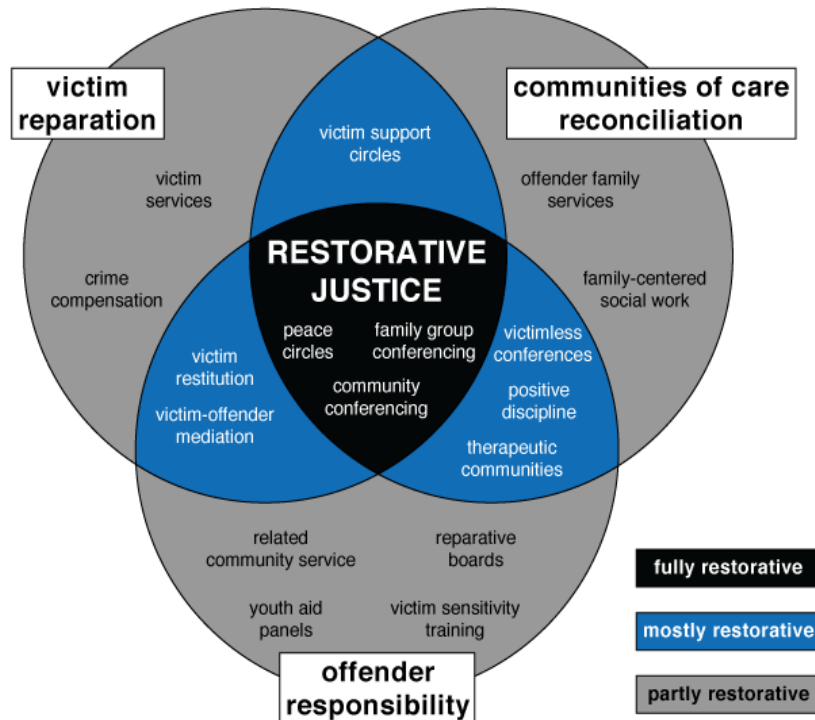 victim
reparation
communities of care
reconciliation
victim support
circles
victim
services
offender family
services
crime
compensation
family-centered
social work
RESTORATIVE
JUSTICE
peace
circles
family group
conferencing
community
conferencing
victim
restitution
victim-offender
mediation
victimless
conferences
positive
discipline
therapeutic
communities
related
community service
reparative
boards
youth aid
panels
victim sensitivity
training
offender
responsibility
fully restorative
mostly restorative
partly restorative